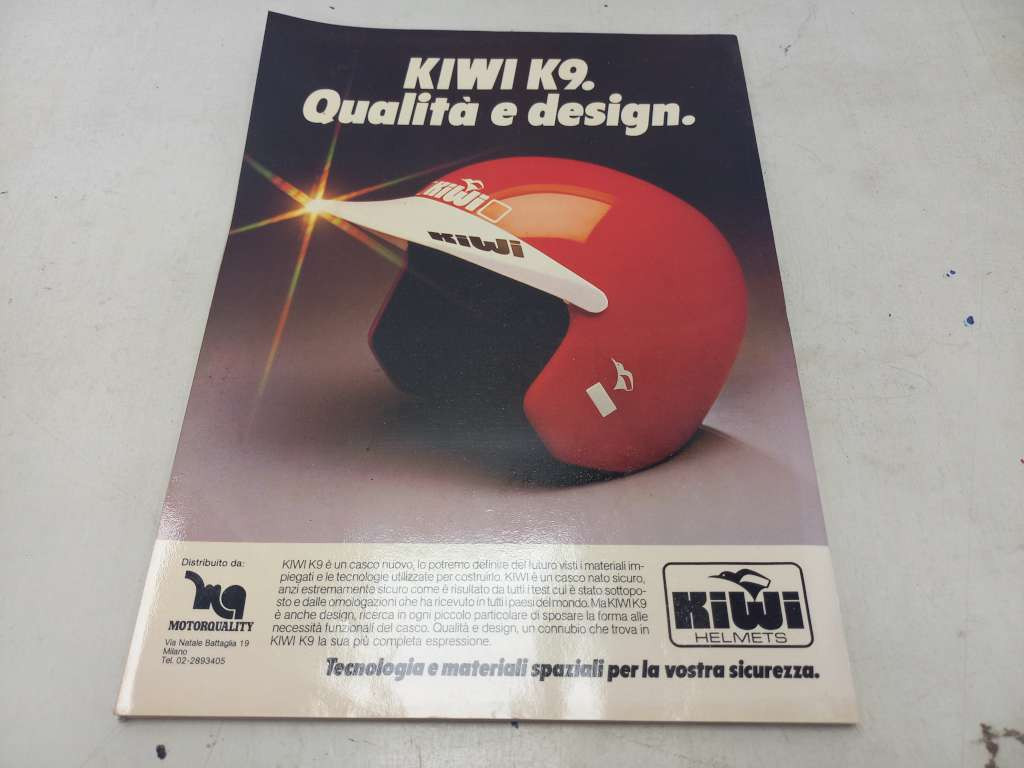 KIWI K9.
Qualità e design.
Kiwi
KiWi
Distribuito da:
mq
MOTORQUALITY
Via Natale Battaglia 19
Milano
Tel. 02-2893405
KIWI K9 è un casco nuovo, lo potremo definire del futuro visti i materiali im-
piegati e le tecnologie utilizzate per costruirlo. KIWI è un casco nato sicuro,
anzi estremamente sicuro come è risultato da tutti i test cui è stato sottopo-
sto e dalle omologazioni che ha ricevuto in tutti i paesi del mondo. Ma KIWI K9
è anche design, ricerca in ogni piccolo particolare di sposare la forma alle
necessità funzionali del casco. Qualità e design, un connubio che trova in
KIWI K9 la sua più completa espressione.
KiWi
HELMETS
Tecnologia e materiali spaziali per la vostra sicurezza.